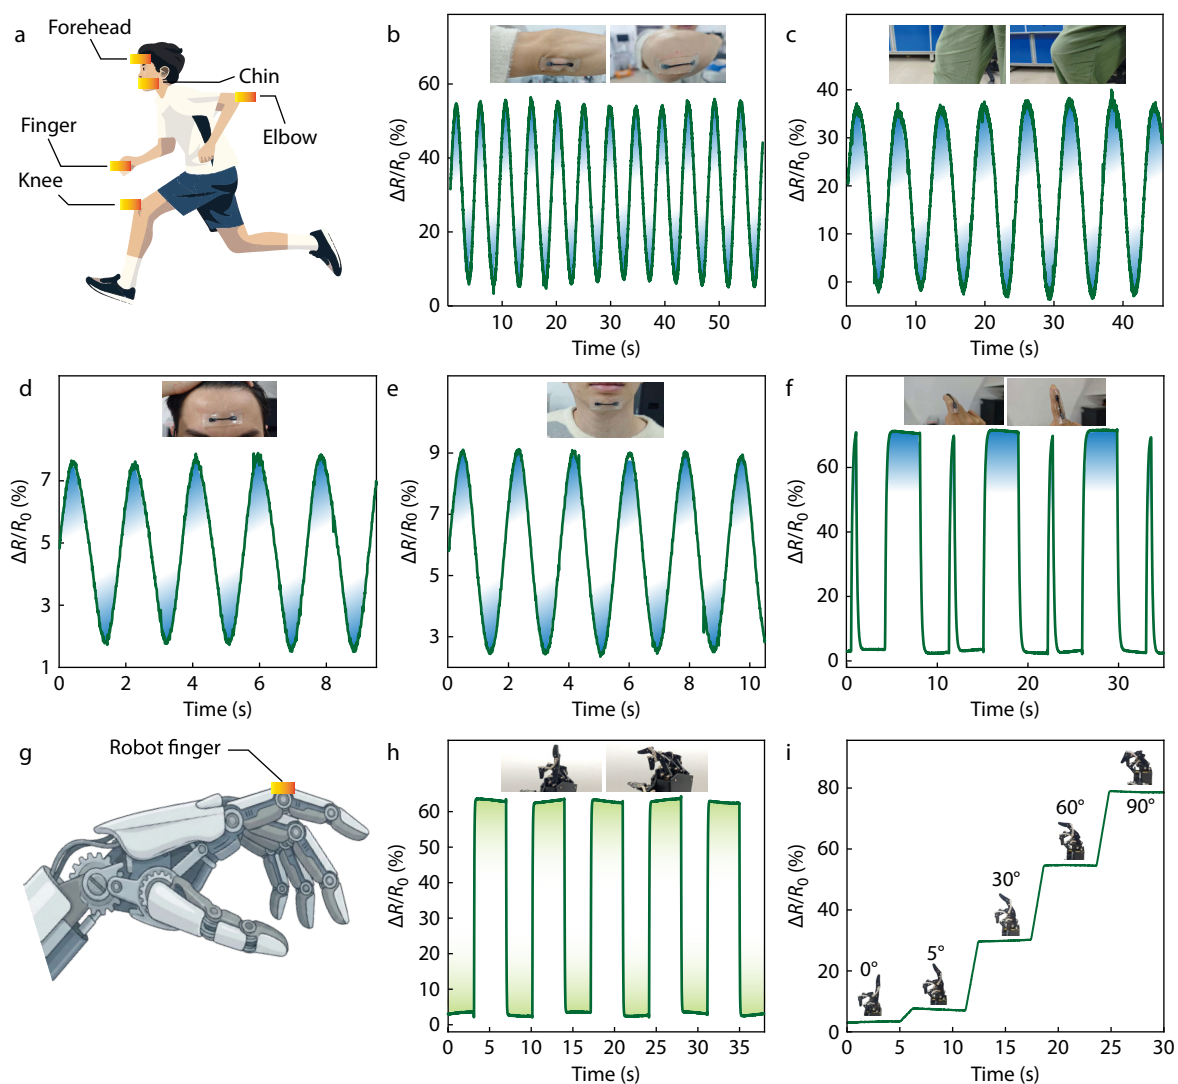 a
Forehead
Chin
Elbow
Finger
Knee
b
ΔR/R0 (%)
60
40
20
0
10 20 30 40 50
Time (s)
c
ΔR/R0 (%)
40
30
20
10
0
0 10 20 30 40
Time (s)
d
ΔR/R0 (%)
7
5
3
1
0 2 4 6 8
Time (s)
e
ΔR/R0 (%)
9
7
5
3
0 2 4 6 8 10
Time (s)
f
ΔR/R0 (%)
60
40
20
0
0 10 20 30
Time (s)
g
Robot finger
h
ΔR/R0 (%)
60
50
40
30
20
10
0
0 5 10 15 20 25 30 35
Time (s)
i
ΔR/R0 (%)
80
60
40
20
0
0°
5°
30°
60°
90°
0 5 10 15 20 25 30
Time (s)